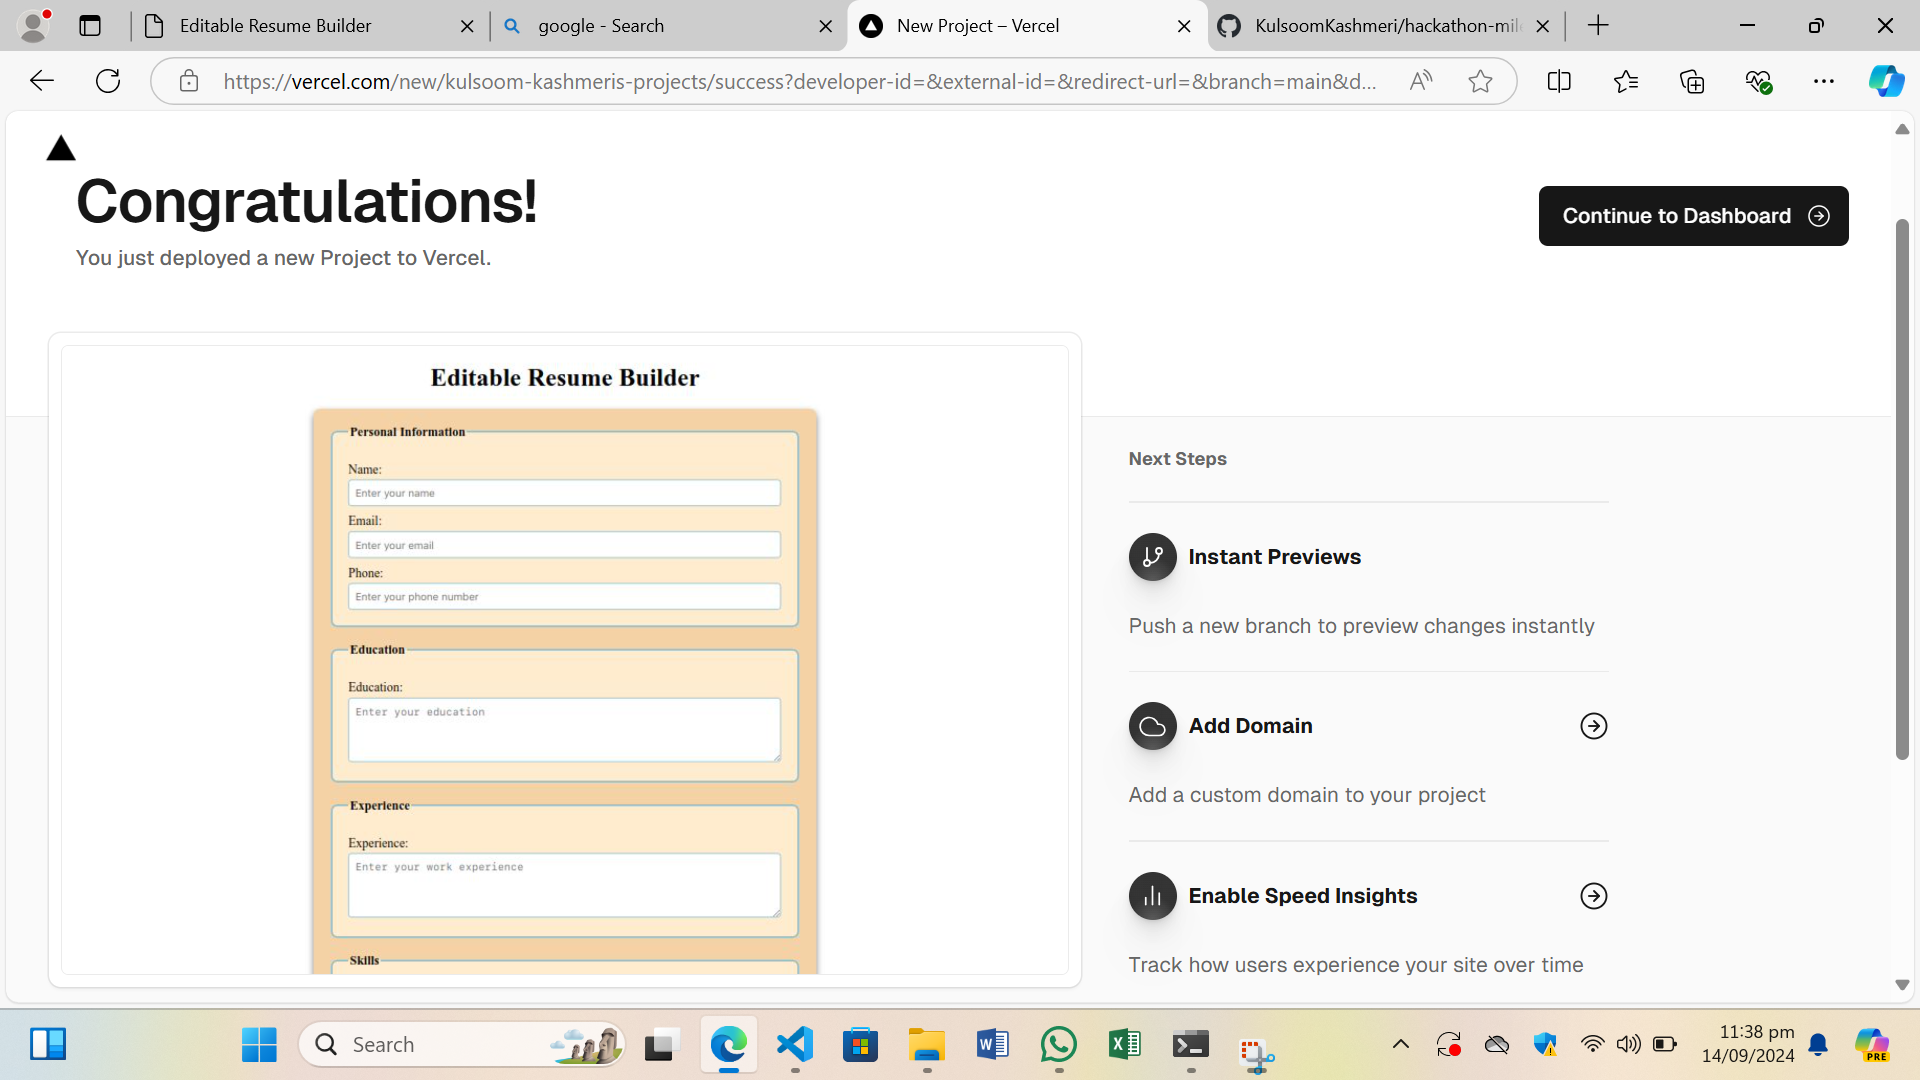 Editable Resume Builder
google - Search
New Project – Vercel
KulsoomKashmeri/hackathon-mil
https://vercel.com/new/kulsoom-kashmeris-projects/success?developer-id=&external-id=&redirect-url=&branch=main&d...
Congratulations!
You just deployed a new Project to Vercel.
Continue to Dashboard
Editable Resume Builder
Personal Information
Name:
Enter your name
Email:
Enter your email
Phone:
Enter your phone number
Education
Education:
Enter your education
Experience
Experience:
Enter your work experience
Skills
Next Steps
Instant Previews
Push a new branch to preview changes instantly
Add Domain
Add a custom domain to your project
Enable Speed Insights
Track how users experience your site over time
Search
11:38 pm
14/09/2024
PRE